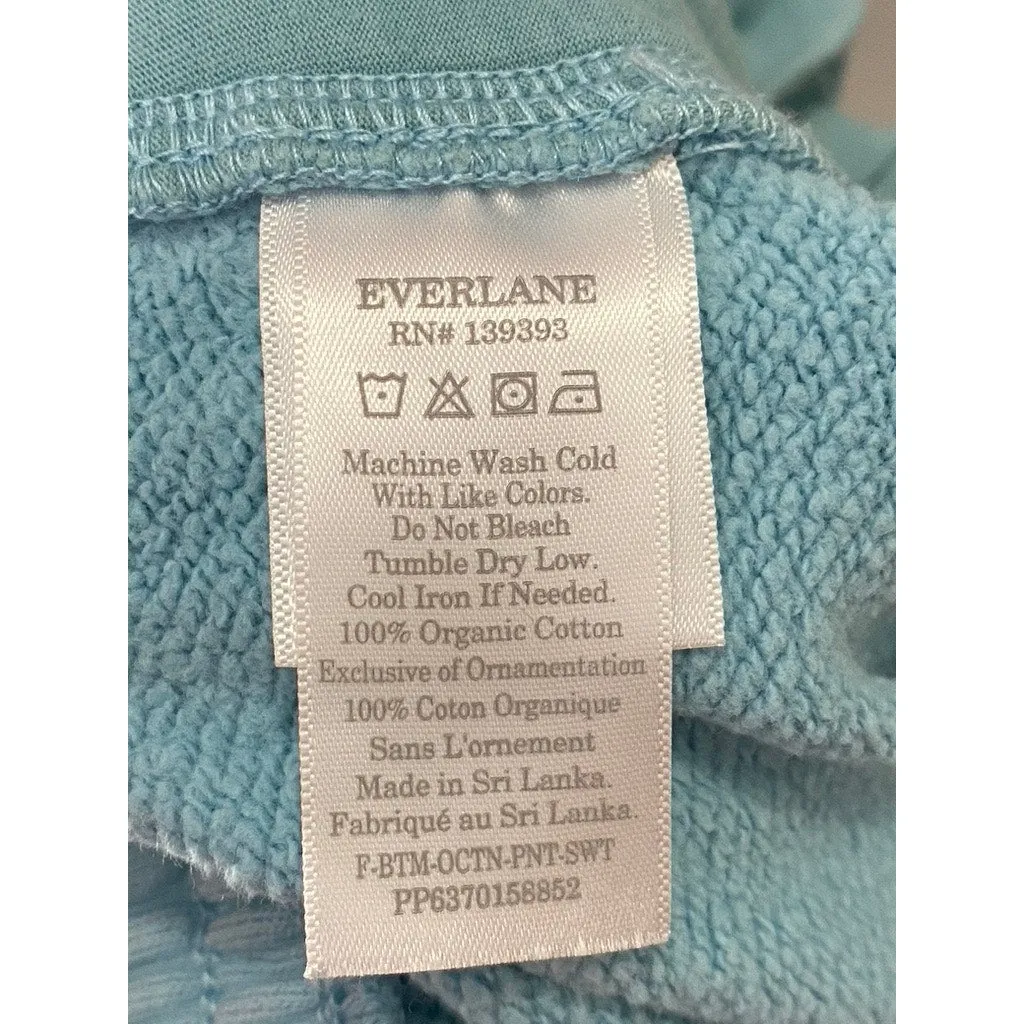 EVERLANE
RN# 139393
Machine Wash Cold
With Like Colors.
Do Not Bleach
Tumble Dry Low.
Cool Iron If Needed.
100% Organic Cotton
Exclusive of Ornamentation
100% Coton Organique
Sans L'ornement
Made in Sri Lanka.
Fabriqué au Sri Lanka.
F-BTM-OCTN-PNT-SWT
PP6370158852